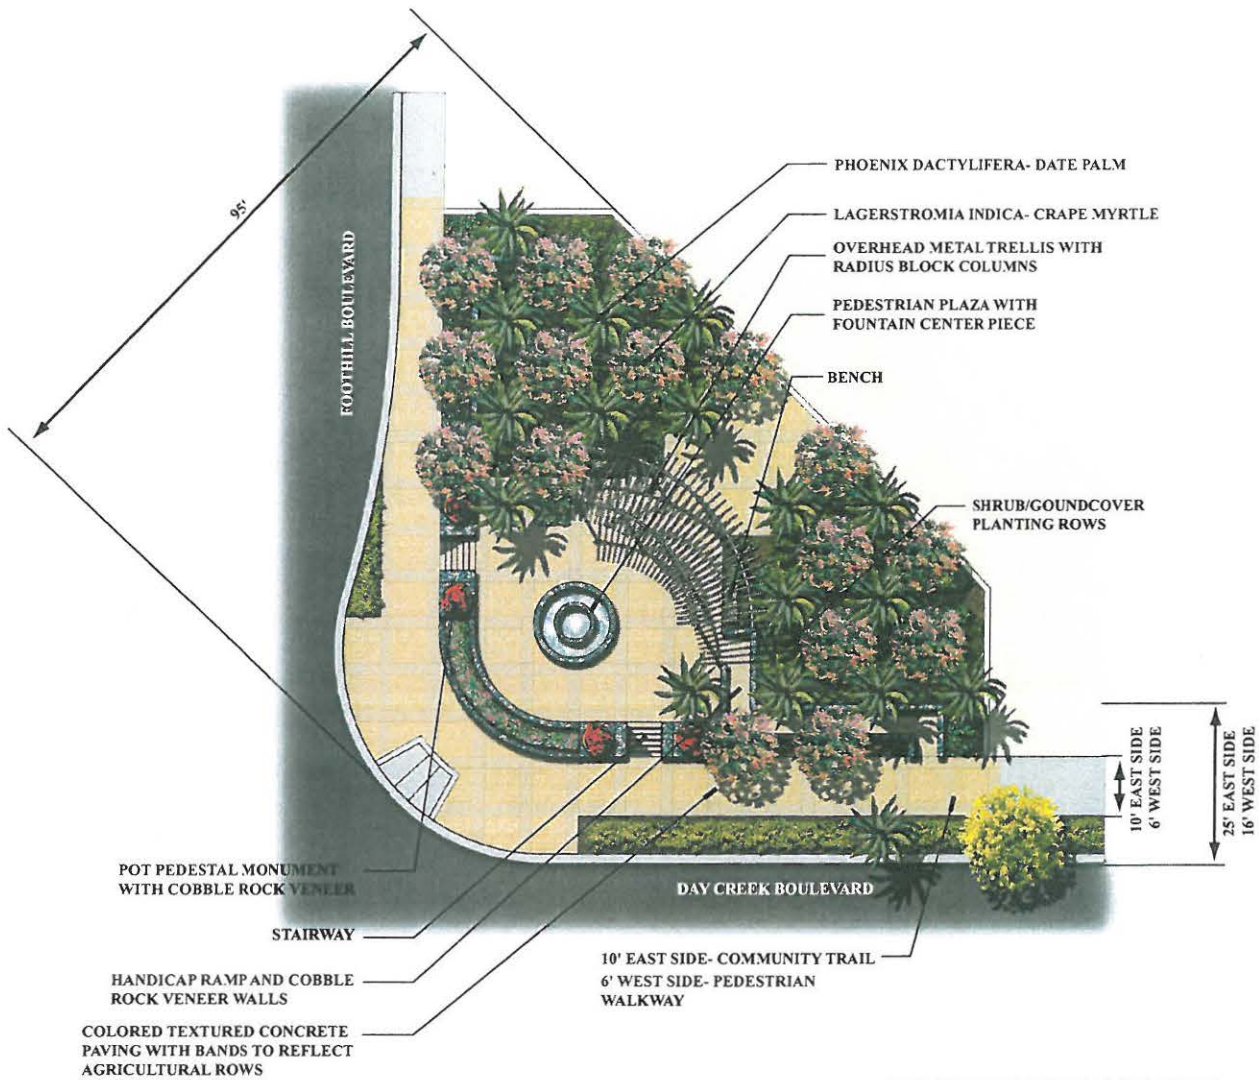 95'
FOOTHILL BOULEVARD
PHOENIX DACTYLIFERA- DATE PALM
LAGERSTROMIA INDICA- CRAPE MYRTLE
OVERHEAD METAL TRELLIS WITH
RADIUS BLOCK COLUMNS
PEDESTRIAN PLAZA WITH
FOUNTAIN CENTER PIECE
BENCH
SHRUB/GOUNDCOVER
PLANTING ROWS
10' EAST SIDE
6' WEST SIDE
25' EAST SIDE
16' WEST SIDE
POT PEDESTAL MONUMENT
WITH COBBLE ROCK VENEER
DAY CREEK BOULEVARD
STAIRWAY
HANDICAP RAMP AND COBBLE
ROCK VENEER WALLS
10' EAST SIDE- COMMUNITY TRAIL
6' WEST SIDE- PEDESTRIAN
WALKWAY
COLORED TEXTURED CONCRETE
PAVING WITH BANDS TO REFLECT
AGRICULTURAL ROWS